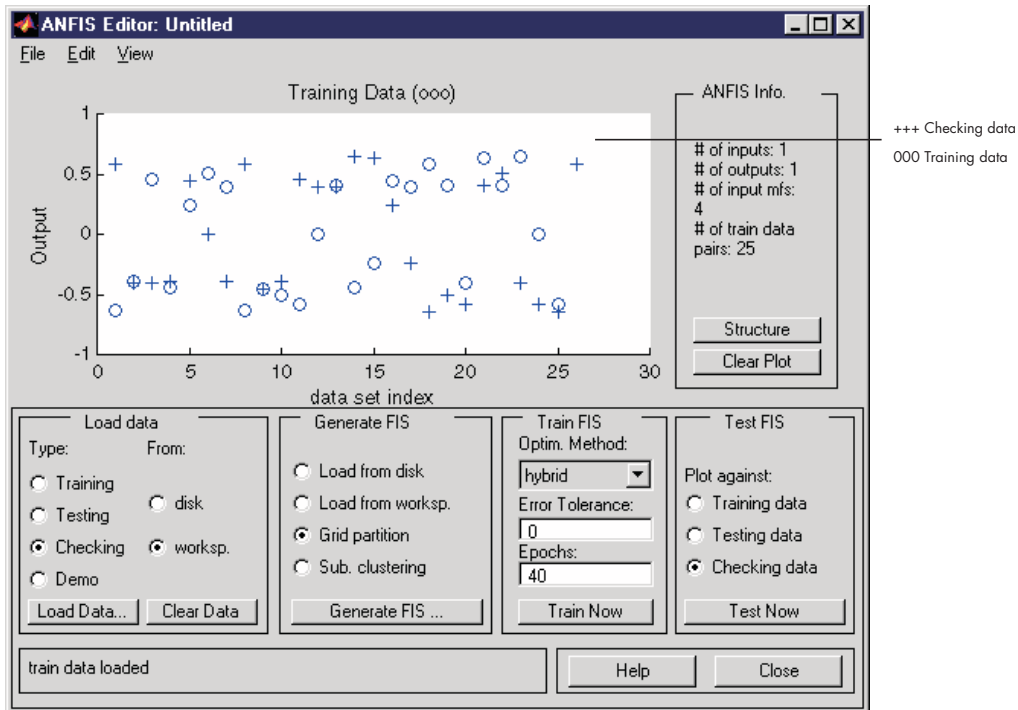 ANFIS Editor: Untitled
File Edit View
Training Data (ooo)
1
0.5
0
-0.5
-1
Output
0 5 10 15 20 25 30
data set index
ANFIS Info.
# of inputs: 1
# of outputs: 1
# of input mfs:
4
# of train data
pairs: 25
Structure
Clear Plot
+++ Checking data
000 Training data
Load data
Type: From:
Training
Testing
Checking
Demo
disk
worksp.
Load Data... Clear Data
Generate FIS
Load from disk
Load from worksp.
Grid partition
Sub. clustering
Generate FIS ...
Train FIS
Optim. Method:
hybrid
Error Tolerance:
0
Epochs:
40
Train Now
Test FIS
Plot against:
Training data
Testing data
Checking data
Test Now
train data loaded
Help Close